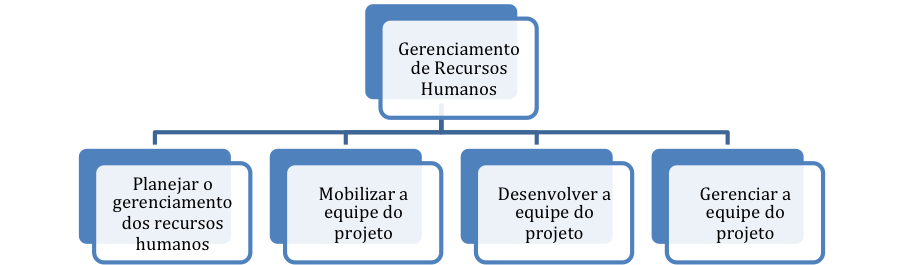 Gerenciamento
de Recursos
Humanos
Planejar o
gerenciamento
dos recursos
humanos
Mobilizar a
equipe do
projeto
Desenvolver a
equipe do
projeto
Gerenciar a
equipe do
projeto